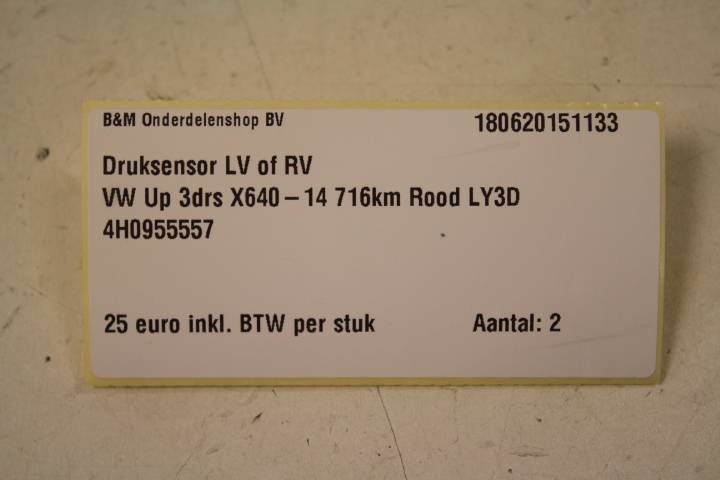 B&M Onderdelenshop BV 180620151133
Druksensor LV of RV
VW Up 3drs X640 – 14 716km Rood LY3D
4H0955557
25 euro inkl. BTW per stuk Aantal: 2